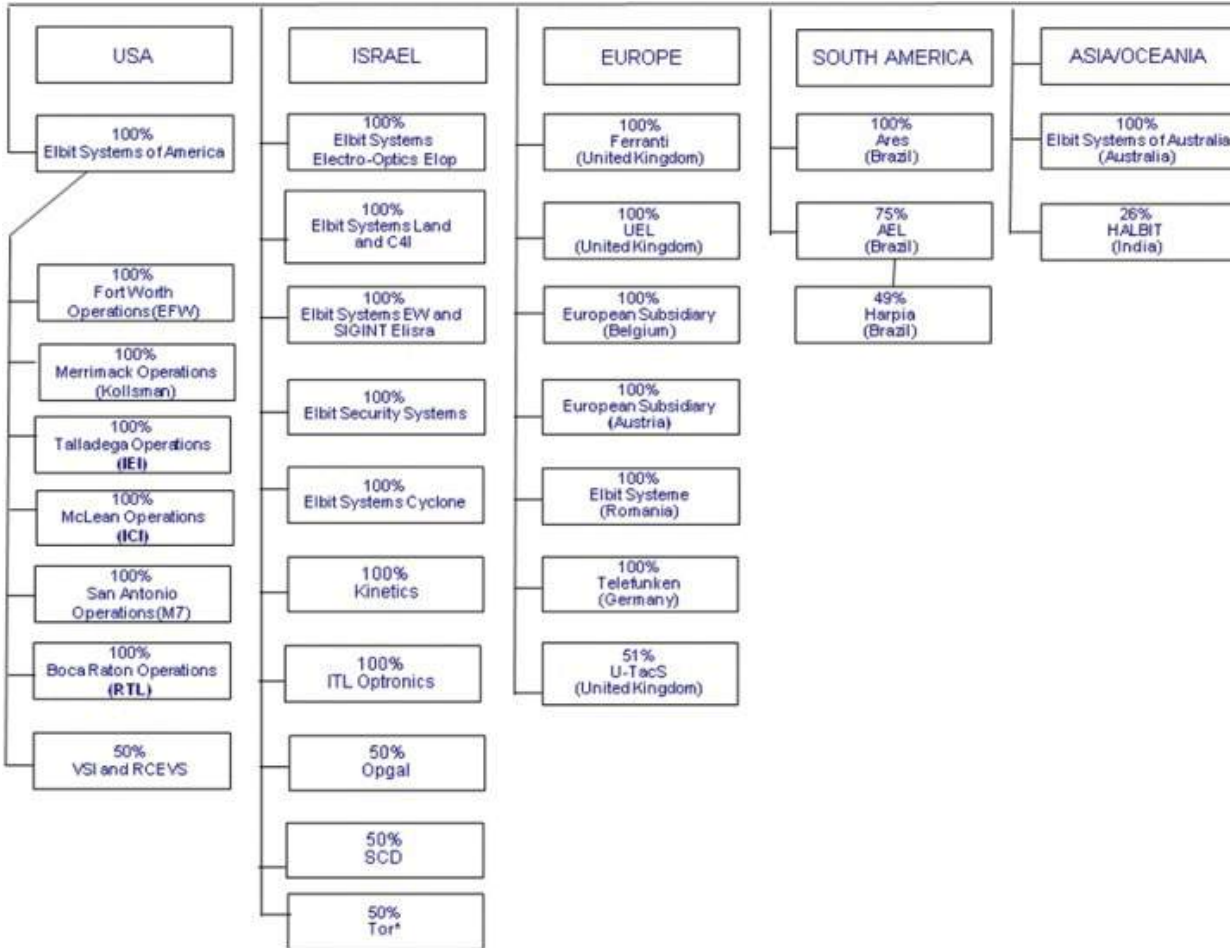 USA
100%
Elbit Systems of America
100%
Fort Worth
Operations (EFW)
100%
Merrimack Operations
(Kollsman)
100%
Talladega Operations
(IEI)
100%
McLean Operations
(ICI)
100%
San Antonio
Operations (M7)
100%
Boca Raton Operations
(RTL)
50%
VSI and RCEVS
ISRAEL
100%
Elbit Systems
Electro-Optics Elop
100%
Elbit Systems Land
and C4I
100%
Elbit Systems EW and
SIGINT Elisra
100%
Elbit Security Systems
100%
Elbit Systems Cyclone
100%
Kinetics
100%
ITL Optronics
50%
Opgal
50%
SCD
50%
Tor*
EUROPE
100%
Ferranti
(United Kingdom)
100%
UEL
(United Kingdom)
100%
European Subsidiary
(Belgium)
100%
European Subsidiary
(Austria)
100%
Elbit Systeme
(Romania)
100%
Telefunken
(Germany)
51%
U-TacS
(United Kingdom)
SOUTH AMERICA
100%
Ares
(Brazil)
75%
AEL
(Brazil)
49%
Harpia
(Brazil)
ASIA/OCEANIA
100%
Elbit Systems of Australia
(Australia)
26%
HALBIT
(India)